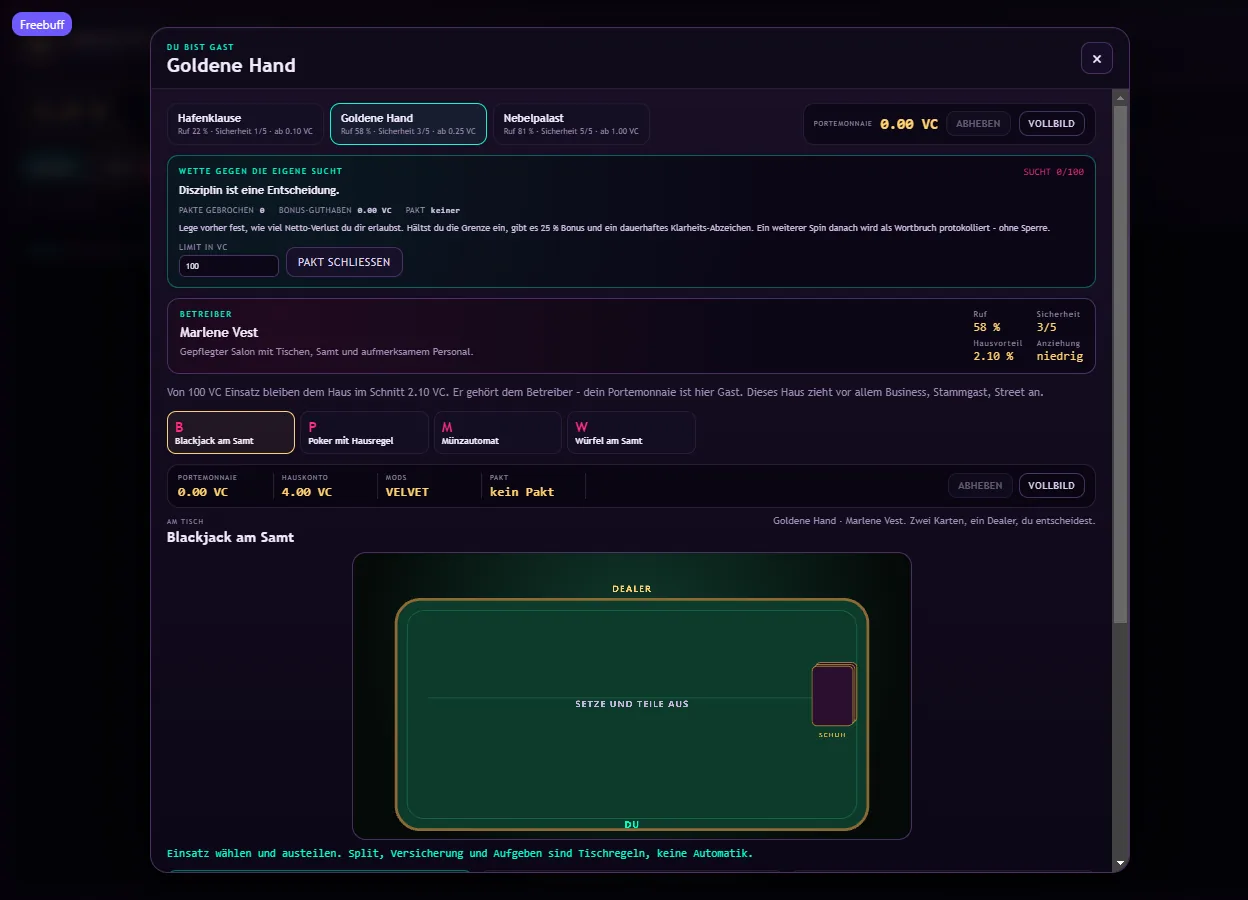 Freebuff
DU BIST GAST
Goldene Hand
×
Hafenklause
Ruf 22 % · Sicherheit 1/5 · ab 0.10 VC
Goldene Hand
Ruf 58 % · Sicherheit 3/5 · ab 0.25 VC
Nebelpalast
Ruf 81 % · Sicherheit 5/5 · ab 1.00 VC
PORTEMONNAIE 0.00 VC ABHEBEN VOLLBILD
WETTE GEGEN DIE EIGENE SUCHT
SUCHT 0/100
Disziplin ist eine Entscheidung.
PAKTE GEBROCHEN 0 BONUS-GUTHABEN 0.00 VC PAKT keiner
Lege vorher fest, wie viel Netto-Verlust du dir erlaubst. Hältst du die Grenze ein, gibt es 25 % Bonus und ein dauerhaftes Klarheits-Abzeichen. Ein weiterer Spin danach wird als Wortbruch protokolliert – ohne Sperre.
LIMIT IN VC
100
PAKT SCHLIESSEN
BETREIBER
Marlene Vest
Gepflegter Salon mit Tischen, Samt und aufmerksamem Personal.
Ruf
58 %
Sicherheit
3/5
Hausvorteil
2.10 %
Anziehung
niedrig
Von 100 VC Einsatz bleiben dem Haus im Schnitt 2.10 VC. Er gehört dem Betreiber – dein Portemonnaie ist hier Gast. Dieses Haus zieht vor allem Business, Stammgast, Street an.
B
Blackjack am Samt
P
Poker mit Hausregel
M
Münzautomat
W
Würfel am Samt
PORTEMONNAIE
0.00 VC
HAUSKONTO
4.00 VC
MODS
VELVET
PAKT
kein Pakt
ABHEBEN VOLLBILD
AM TISCH
Blackjack am Samt
Goldene Hand · Marlene Vest. Zwei Karten, ein Dealer, du entscheidest.
DEALER
SETZE UND TEILE AUS
SCHUH
DU
Einsatz wählen und austeilen. Split, Versicherung und Aufgeben sind Tischregeln, keine Automatik.